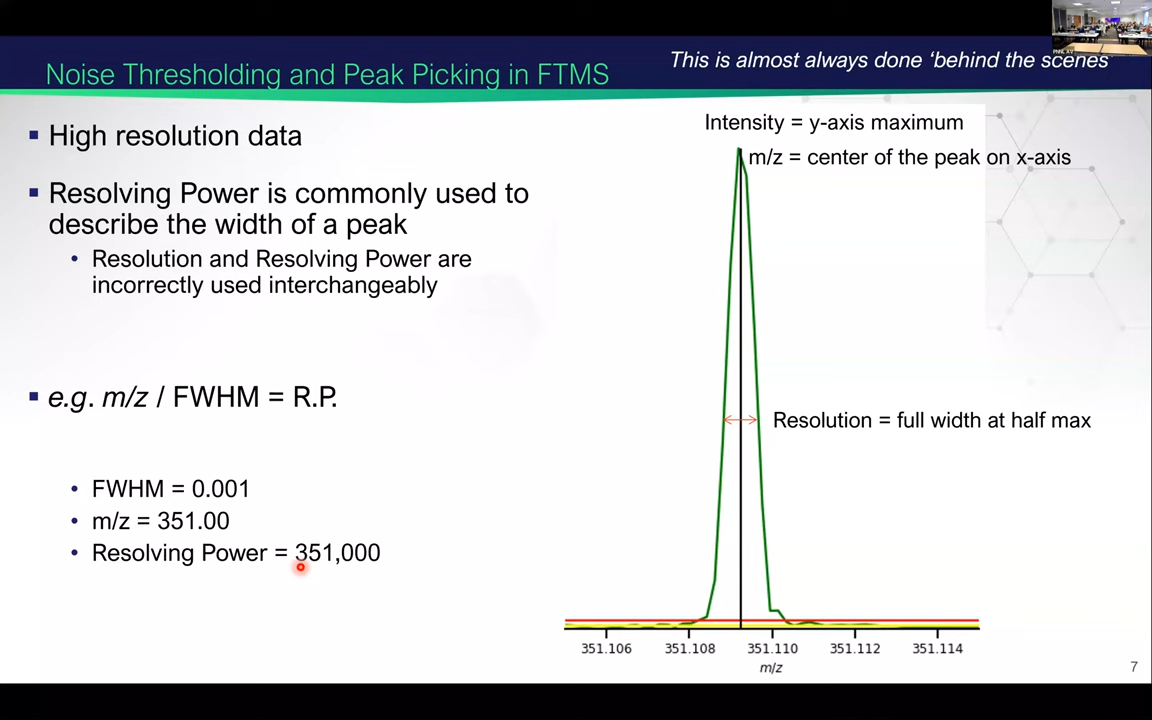 Noise Thresholding and Peak Picking in FTMS
This is almost always done ‘behind the scenes’
▪ High resolution data
▪ Resolving Power is commonly used to
describe the width of a peak
• Resolution and Resolving Power are
incorrectly used interchangeably
▪ e.g. m/z / FWHM = R.P.
• FWHM = 0.001
• m/z = 351.00
• Resolving Power = 351,000
Intensity = y-axis maximum
m/z = center of the peak on x-axis
Resolution = full width at half max
351.106 351.108 351.110 351.112 351.114
m/z
7